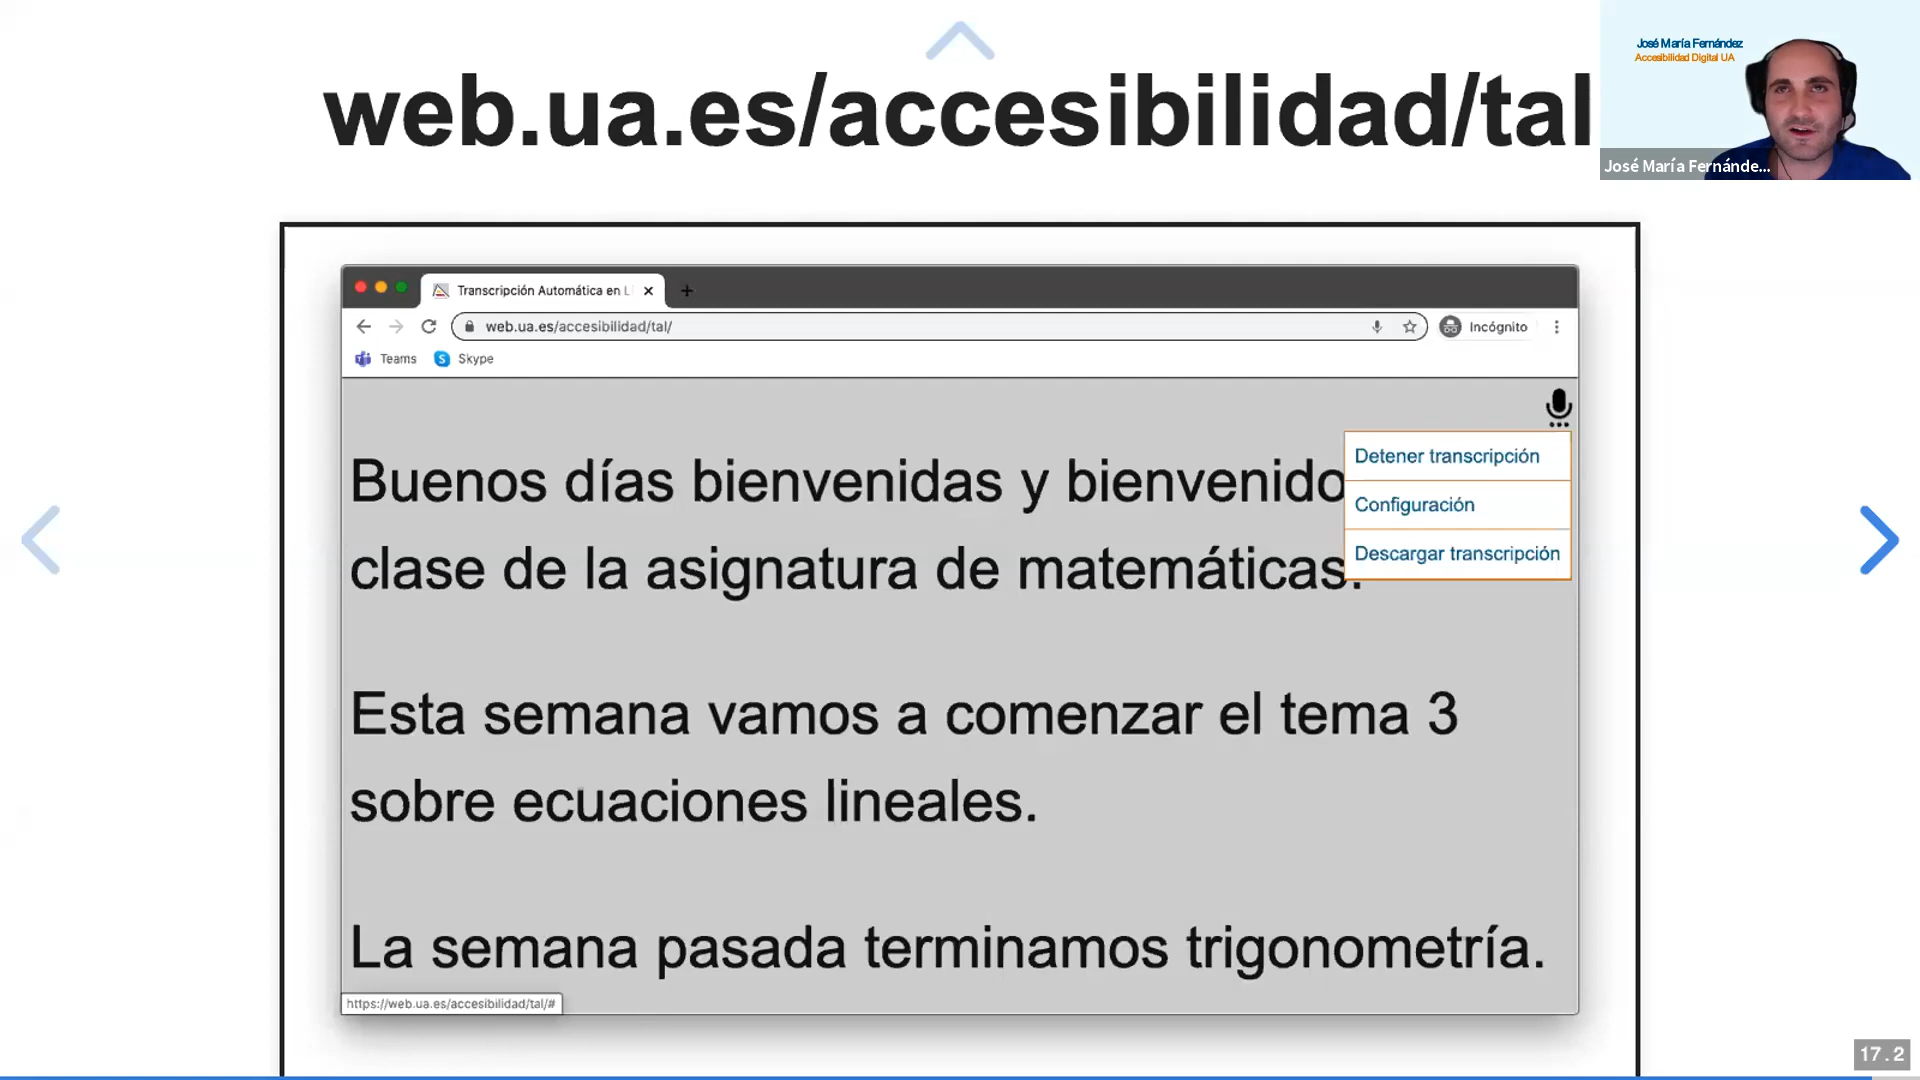 web.ua.es/accesibilidad/tal
José María Fernández
Accesibilidad Digital UA
José María Fernánde...
Transcripción Automática en L
web.ua.es/accesibilidad/tal/
Incógnito
Teams
Skype
Detener transcripción
Configuración
Descargar transcripción
Buenos días bienvenidas y bienvenido
clase de la asignatura de matemáticas.
Esta semana vamos a comenzar el tema 3
sobre ecuaciones lineales.
La semana pasada terminamos trigonometría.
https://web.ua.es/accesibilidad/tal/#
17.2